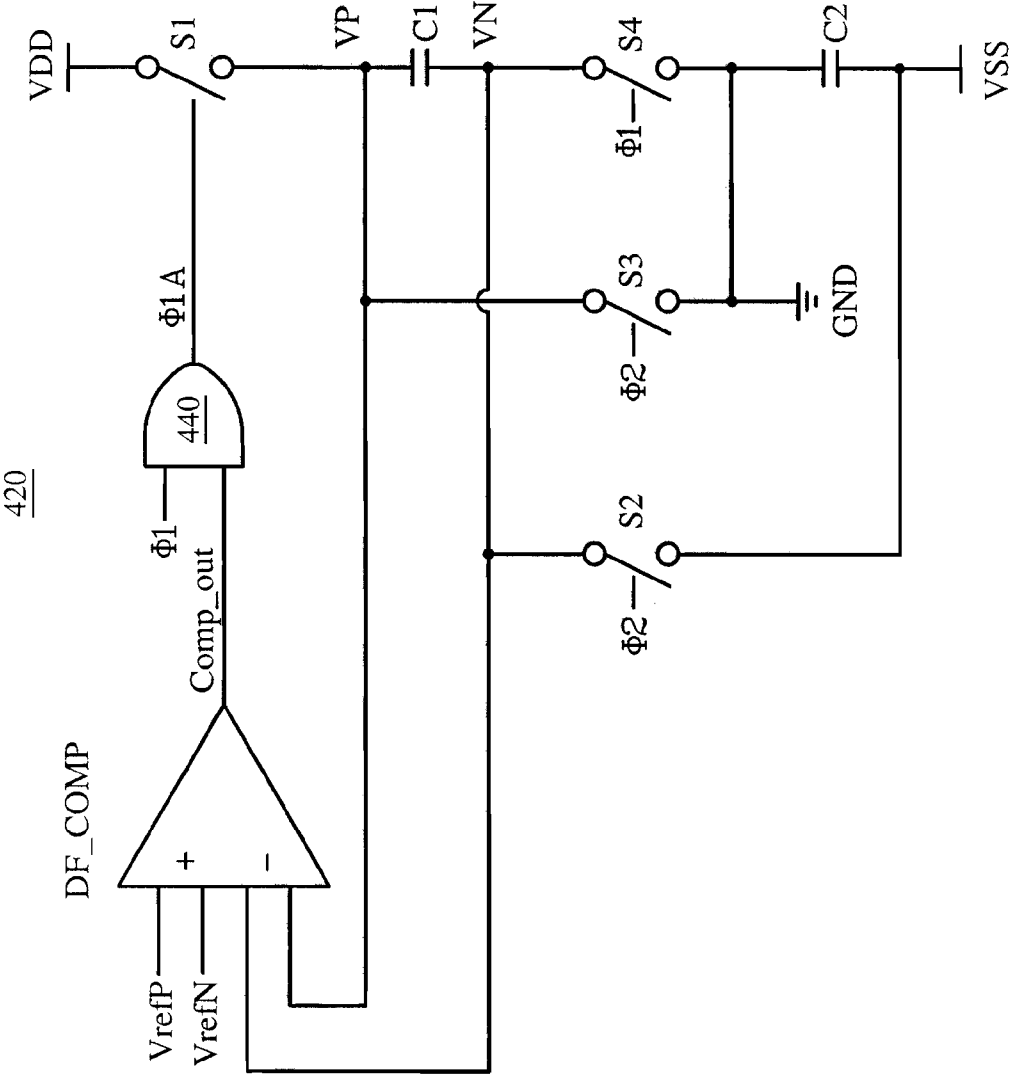 420
DF_COMP
VrefP
VrefN
+
−
Comp_out
Φ1
440
Φ1A
VDD
S1
VP
C1
VN
Φ2
S2
Φ2
S3
Φ1
S4
GND
C2
VSS